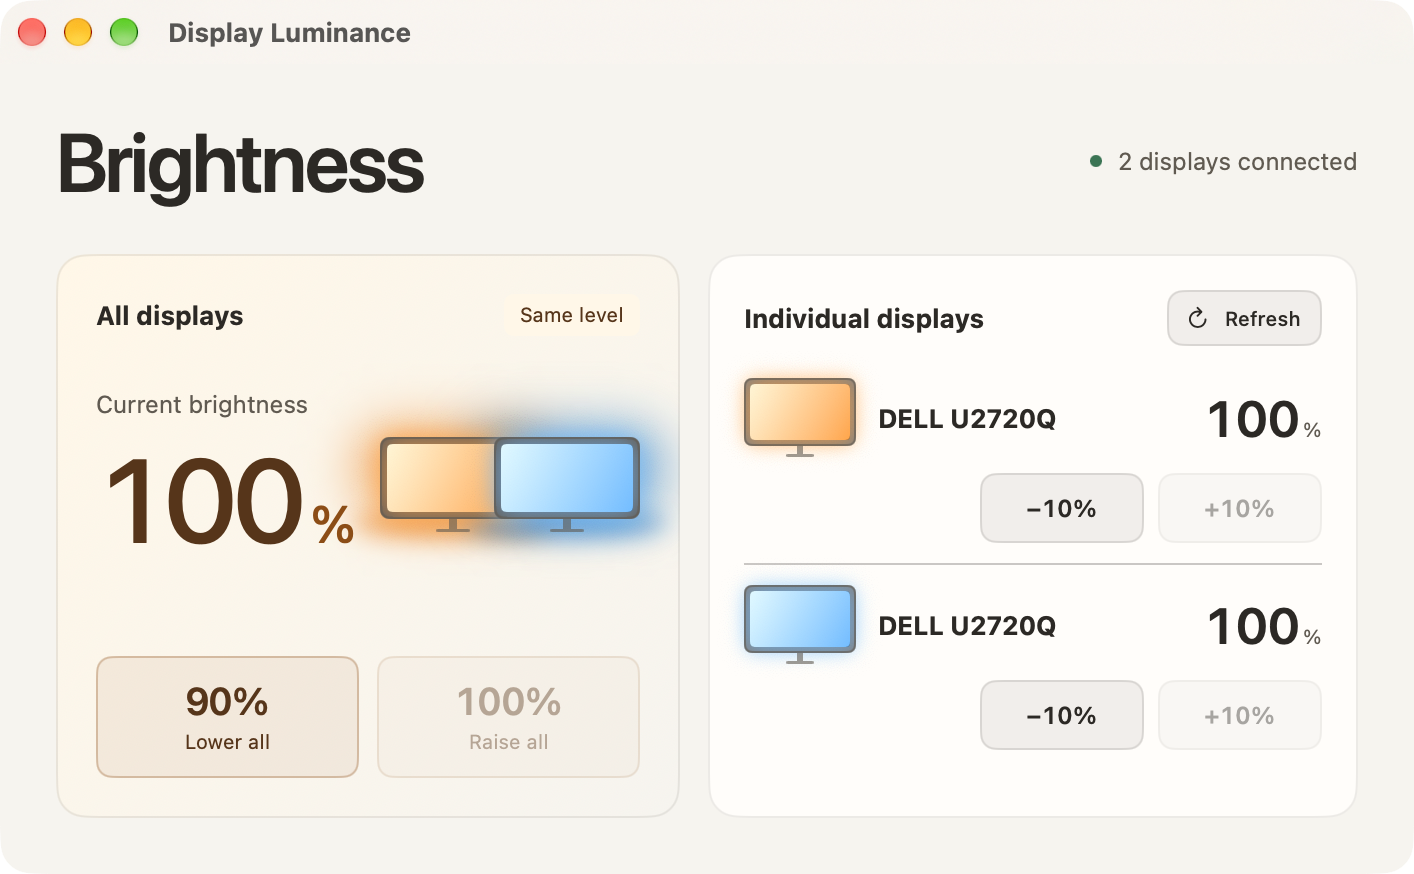 Display Luminance
Brightness
2 displays connected
All displays
Same level
Current brightness
100%
90%
Lower all
100%
Raise all
Individual displays
Refresh
DELL U2720Q
100%
−10%
+10%
DELL U2720Q
100%
−10%
+10%